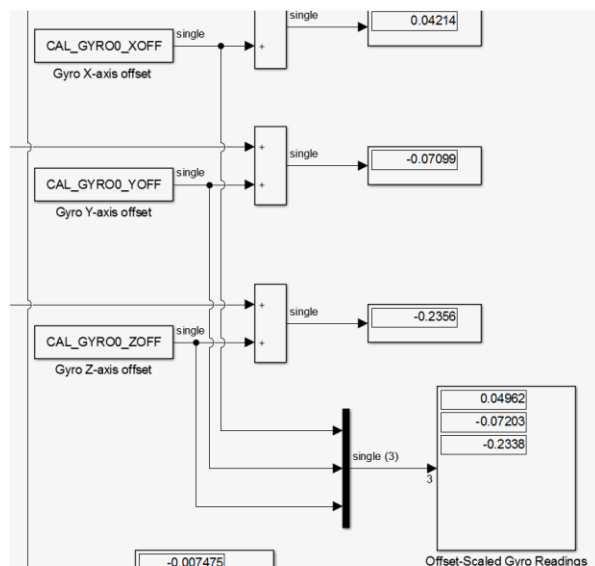 single
0.04214
CAL_GYRO0_XOFF
single
+
Gyro X-axis offset
+
single
-0.07099
CAL_GYRO0_YOFF
single
+
Gyro Y-axis offset
+
single
-0.2356
CAL_GYRO0_ZOFF
single
+
Gyro Z-axis offset
0.04962
-0.07203
-0.2338
single (3)
3
-0.007475
Offset-Scaled Gyro Readings